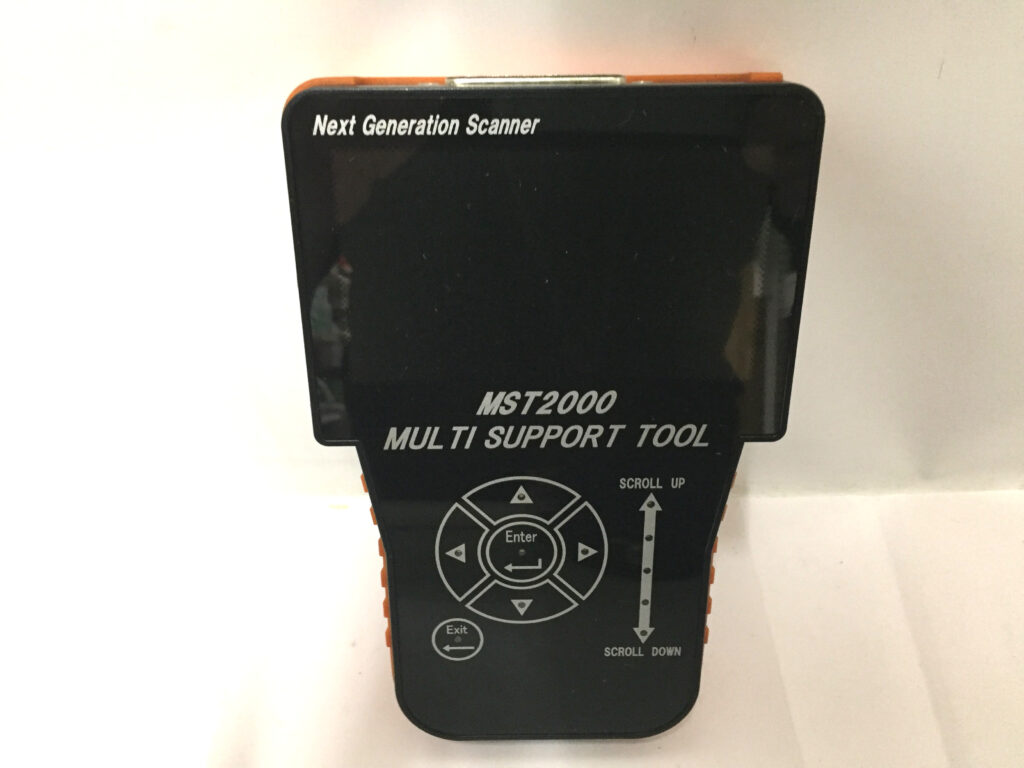 Next Generation Scanner
MST2000
MULTI SUPPORT TOOL
SCROLL UP
Enter
Exit
SCROLL DOWN